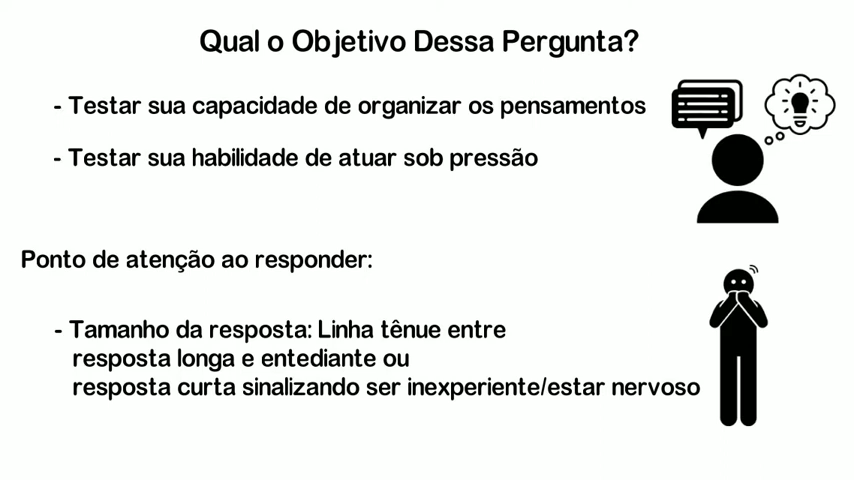 Qual o Objetivo Dessa Pergunta?
- Testar sua capacidade de organizar os pensamentos
- Testar sua habilidade de atuar sob pressão
Ponto de atenção ao responder:
- Tamanho da resposta: Linha tênue entre
resposta longa e entediante ou
resposta curta sinalizando ser inexperiente/estar nervoso